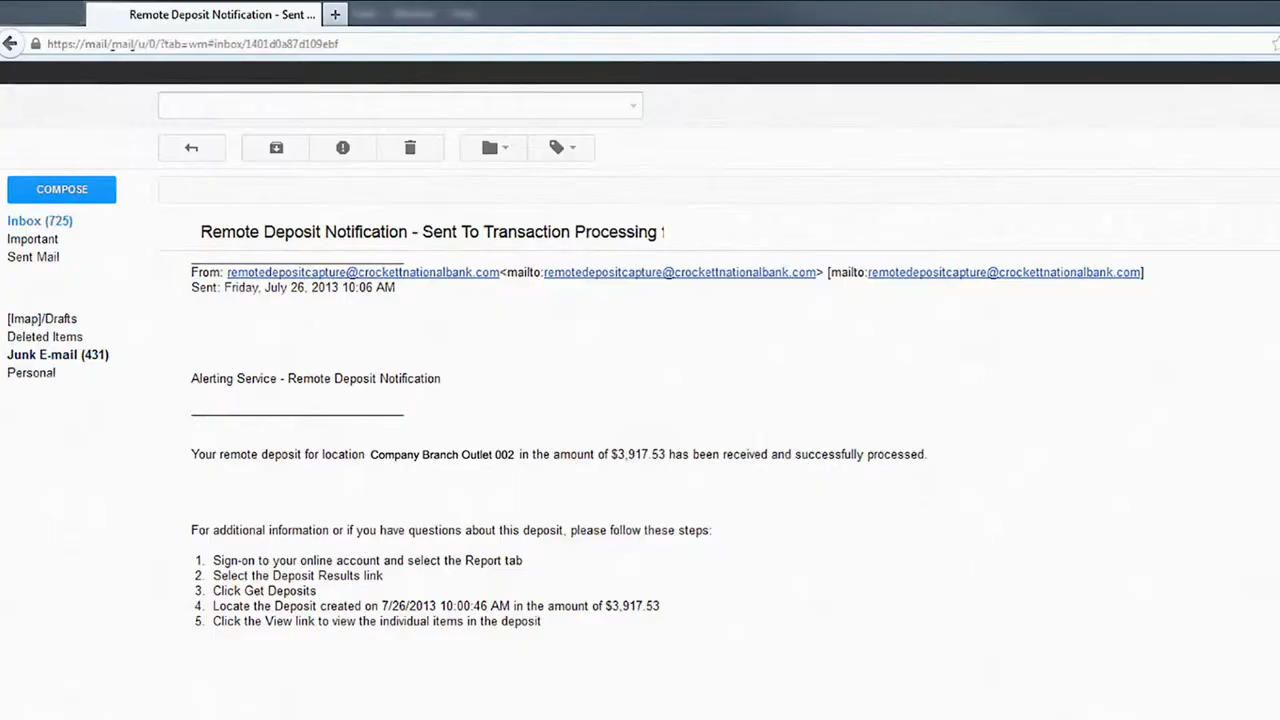 Remote Deposit Notification - Sent ...
https://mail/mail/u/0/?tab=wm#inbox/1401d0a87d109ebf
COMPOSE
Inbox (725)
Important
Sent Mail
[Imap]/Drafts
Deleted Items
Junk E-mail (431)
Personal
Remote Deposit Notification - Sent To Transaction Processing
From: remotedepositcapture@crockettnationalbank.com<mailto:remotedepositcapture@crockettnationalbank.com> [mailto:remotedepositcapture@crockettnationalbank.com]
Sent: Friday, July 26, 2013 10:06 AM
Alerting Service - Remote Deposit Notification
Your remote deposit for location Company Branch Outlet 002 in the amount of $3,917.53 has been received and successfully processed.
For additional information or if you have questions about this deposit, please follow these steps:
1. Sign-on to your online account and select the Report tab
2. Select the Deposit Results link
3. Click Get Deposits
4. Locate the Deposit created on 7/26/2013 10:00:46 AM in the amount of $3,917.53
5. Click the View link to view the individual items in the deposit